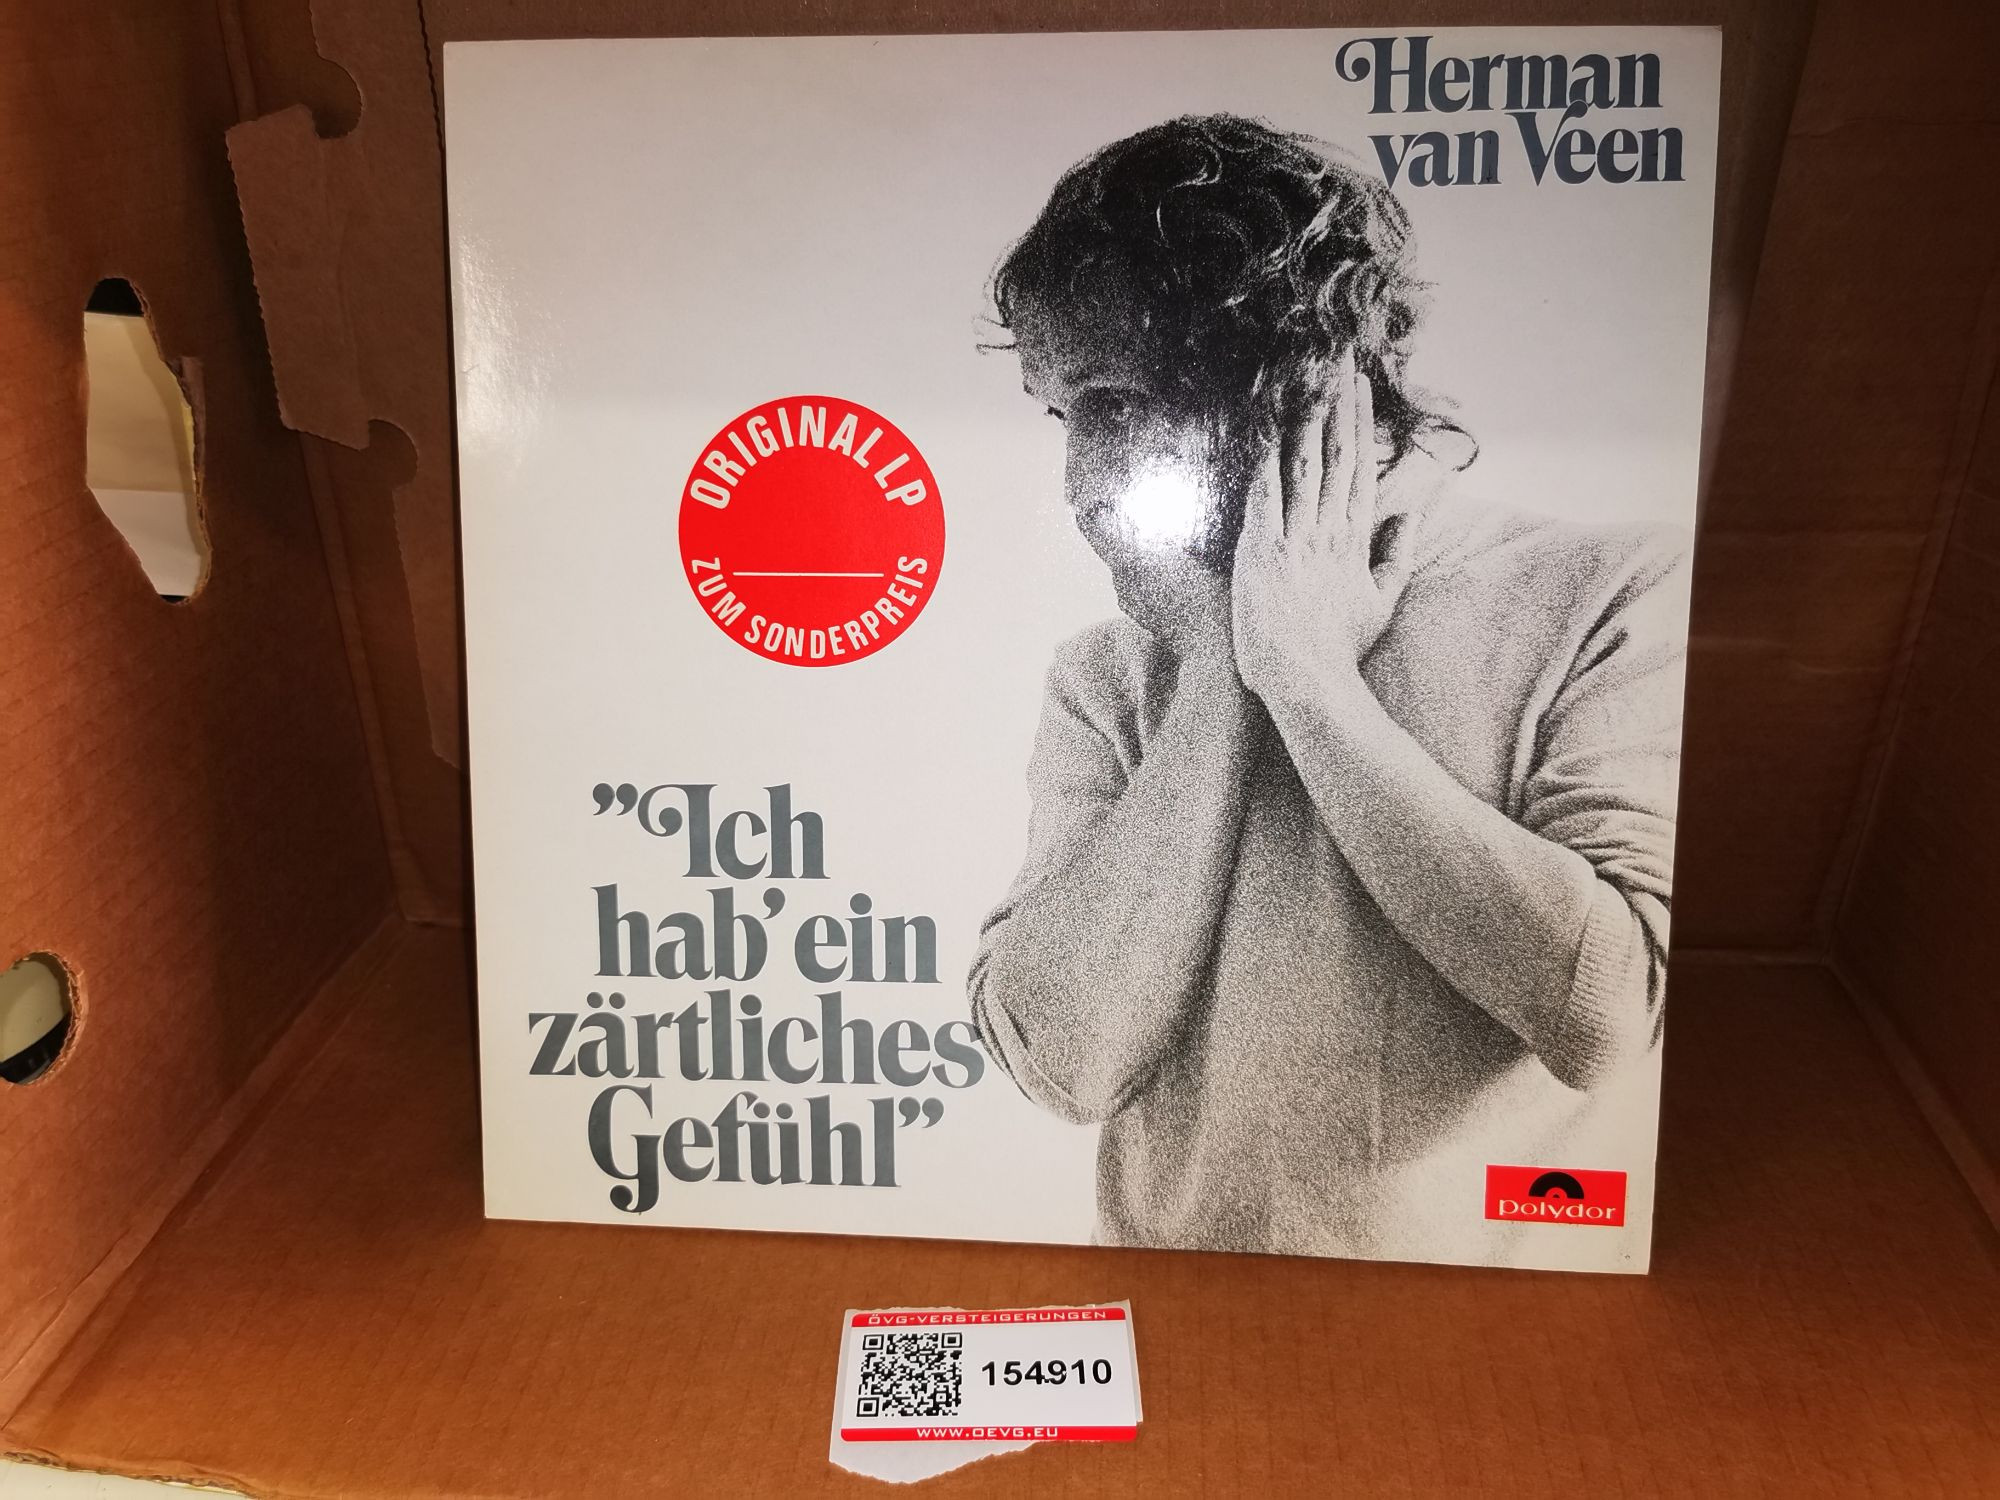 Herman
van Veen
ORIGINAL LP
ZUM SONDERPREIS
”Ich
hab’ ein
zärtliches
Gefühl”
polydor
ÖVG-VERSTEIGERUNGEN
154910
WWW.OEVG.EU